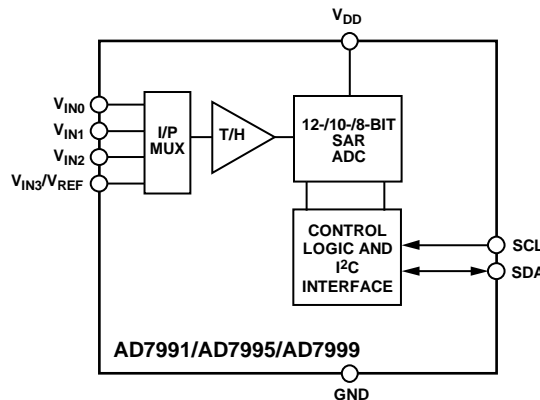 VDD
VIN0
VIN1
VIN2
VIN3/VREF
I/P
MUX
T/H
12-/10-/8-BIT
SAR
ADC
CONTROL
LOGIC AND
I2C
INTERFACE
SCL
SDA
AD7991/AD7995/AD7999
GND